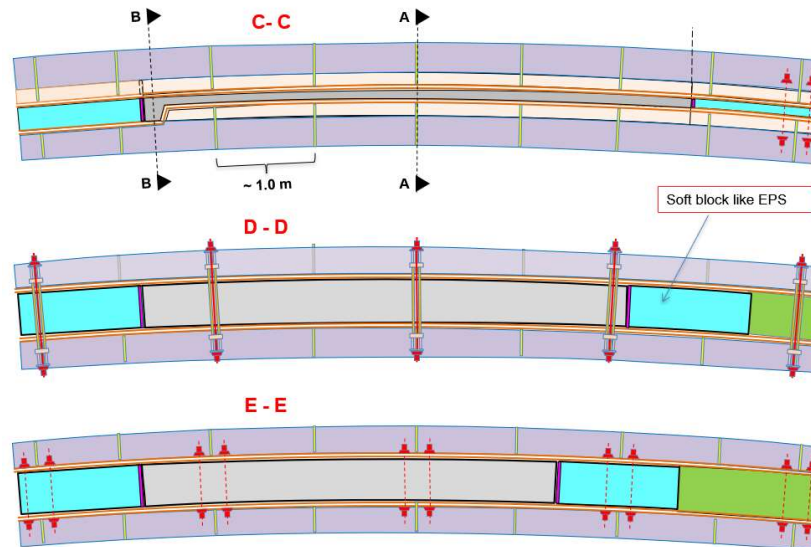 B
C- C
A
B
A
~ 1.0 m
Soft block like EPS
D - D
E - E